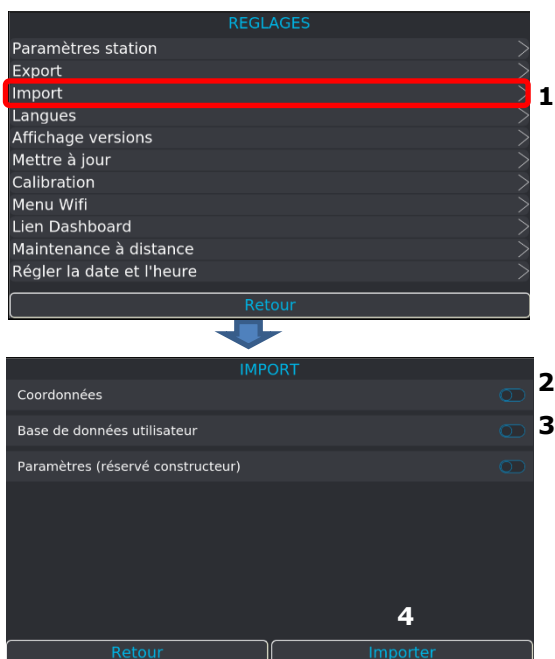 REGLAGES
Paramètres station
Export
Import
1
Langues
Affichage versions
Mettre à jour
Calibration
Menu Wifi
Lien Dashboard
Maintenance à distance
Régler la date et l'heure
Retour
IMPORT
Coordonnées
2
Base de données utilisateur
3
Paramètres (réservé constructeur)
4
Retour
Importer